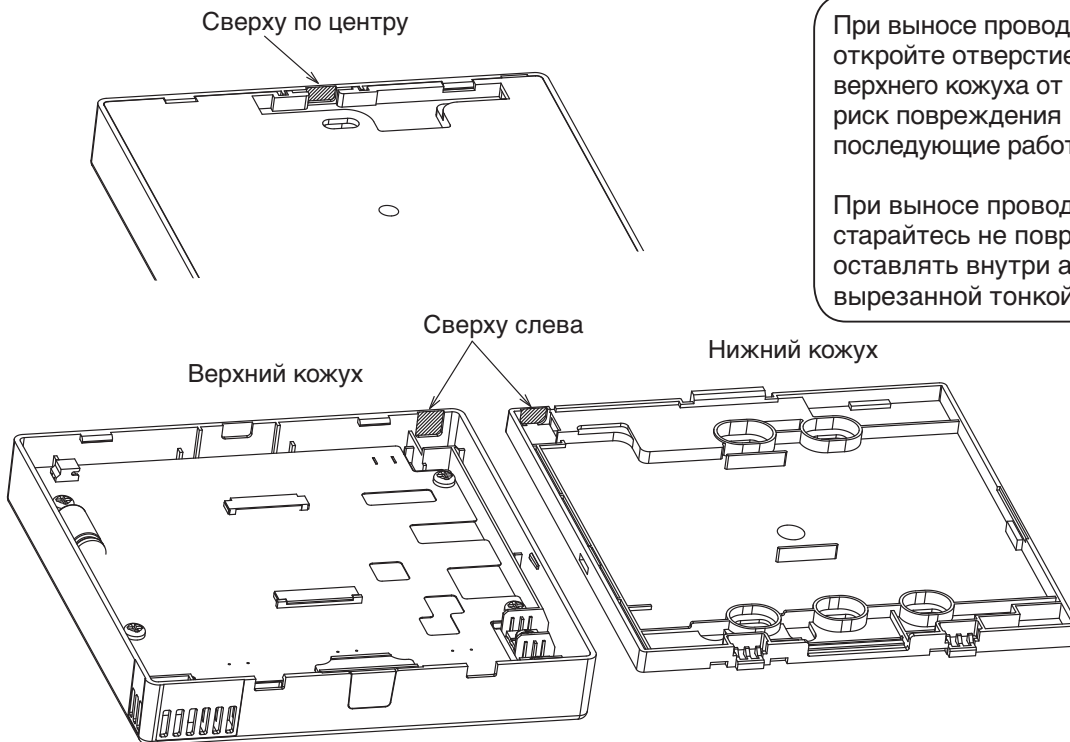 Сверху по центру
При выносе провод
откройте отверстие
верхнего кожуха от
риск повреждения
последующие работ
При выносе провод
старайтесь не повр
оставлять внутри а
вырезанной тонкой
Сверху слева
Верхний кожух
Нижний кожух